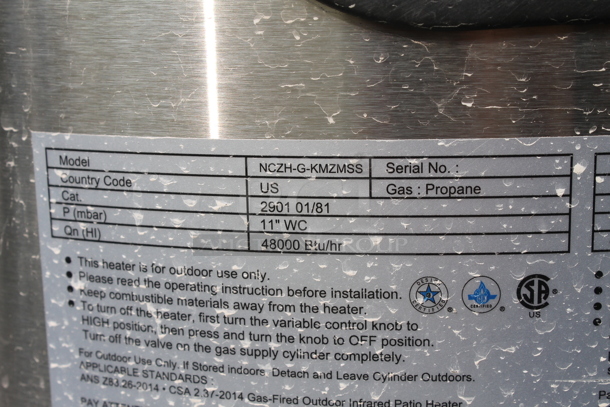 Model NCZH-G-KMZMSS Serial No. :
Country Code US Gas : Propane
Cat. 2901 01/81
P (mbar) 11" WC
Qn (HI) 48000 Btu/hr
GROUP
● This heater is for outdoor use only.
● Please read the operating instruction before installation.
● Keep combustible materials away from the heater.
● To turn off the heater, first turn the variable control knob to
HIGH position, then press and turn the knob to OFF position.
Turn off the valve on the gas supply cylinder completely.
US
For Outdoor Use Only. If Stored indoors, Detach and Leave Cylinder Outdoors.
APPLICABLE STANDARDS :
ANS Z83.26-2014 • CSA 2.37-2014 Gas-Fired Outdoor Infrared Patio Heater